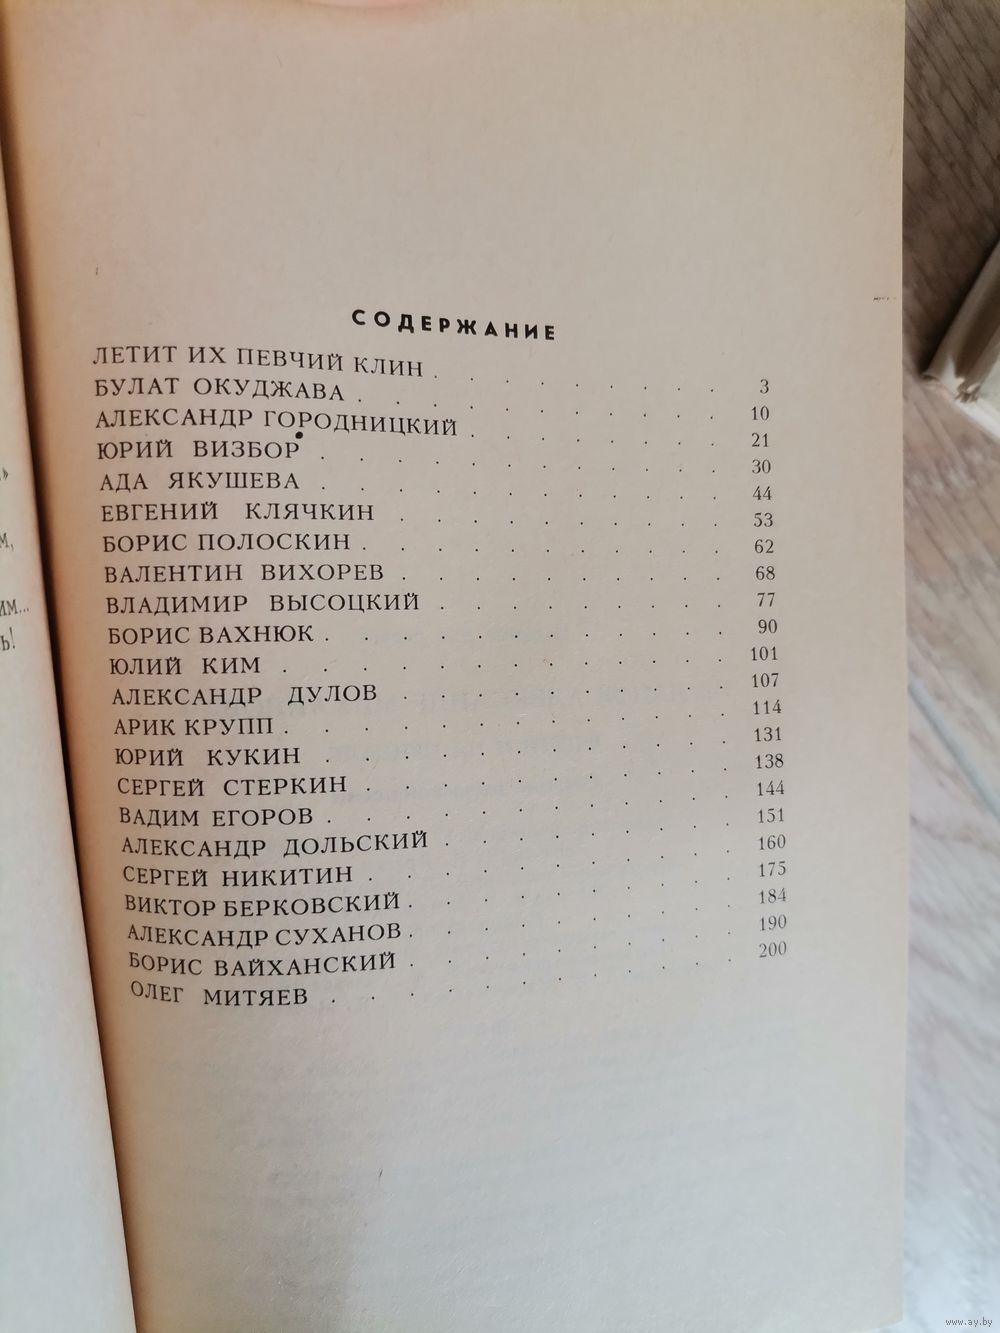 СОДЕРЖАНИЕ
ЛЕТИТ ИХ ПЕВЧИЙ КЛИН . . . . . . . . 3
БУЛАТ ОКУДЖАВА . . . . . . . . . . 10
АЛЕКСАНДР ГОРОДНИЦКИЙ . . . . . . . 21
ЮРИЙ ВИЗБОР . . . . . . . . . . . 30
АДА ЯКУШЕВА . . . . . . . . . . . 44
ЕВГЕНИЙ КЛЯЧКИН . . . . . . . . . 53
БОРИС ПОЛОСКИН . . . . . . . . . . 62
ВАЛЕНТИН ВИХОРЕВ . . . . . . . . . 68
ВЛАДИМИР ВЫСОЦКИЙ . . . . . . . . 77
БОРИС ВАХНЮК . . . . . . . . . . . 90
ЮЛИЙ КИМ . . . . . . . . . . . . 101
АЛЕКСАНДР ДУЛОВ . . . . . . . . . 107
АРИК КРУПП . . . . . . . . . . . . 114
ЮРИЙ КУКИН . . . . . . . . . . . 131
СЕРГЕЙ СТЕРКИН . . . . . . . . . . 138
ВАДИМ ЕГОРОВ . . . . . . . . . . . 144
АЛЕКСАНДР ДОЛЬСКИЙ . . . . . . . . 151
СЕРГЕЙ НИКИТИН . . . . . . . . . . 160
ВИКТОР БЕРКОВСКИЙ . . . . . . . . . 175
АЛЕКСАНДР СУХАНОВ . . . . . . . . . 184
БОРИС ВАЙХАНСКИЙ . . . . . . . . . 190
ОЛЕГ МИТЯЕВ . . . . . . . . . . . 200
www.ay.by